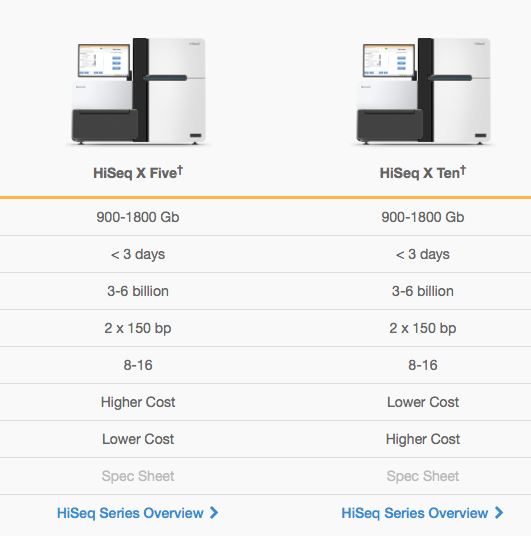 HiSeq X Five† HiSeq X Ten†
900-1800 Gb 900-1800 Gb
< 3 days < 3 days
3-6 billion 3-6 billion
2 x 150 bp 2 x 150 bp
8-16 8-16
Higher Cost Lower Cost
Lower Cost Higher Cost
Spec Sheet Spec Sheet
HiSeq Series Overview HiSeq Series Overview